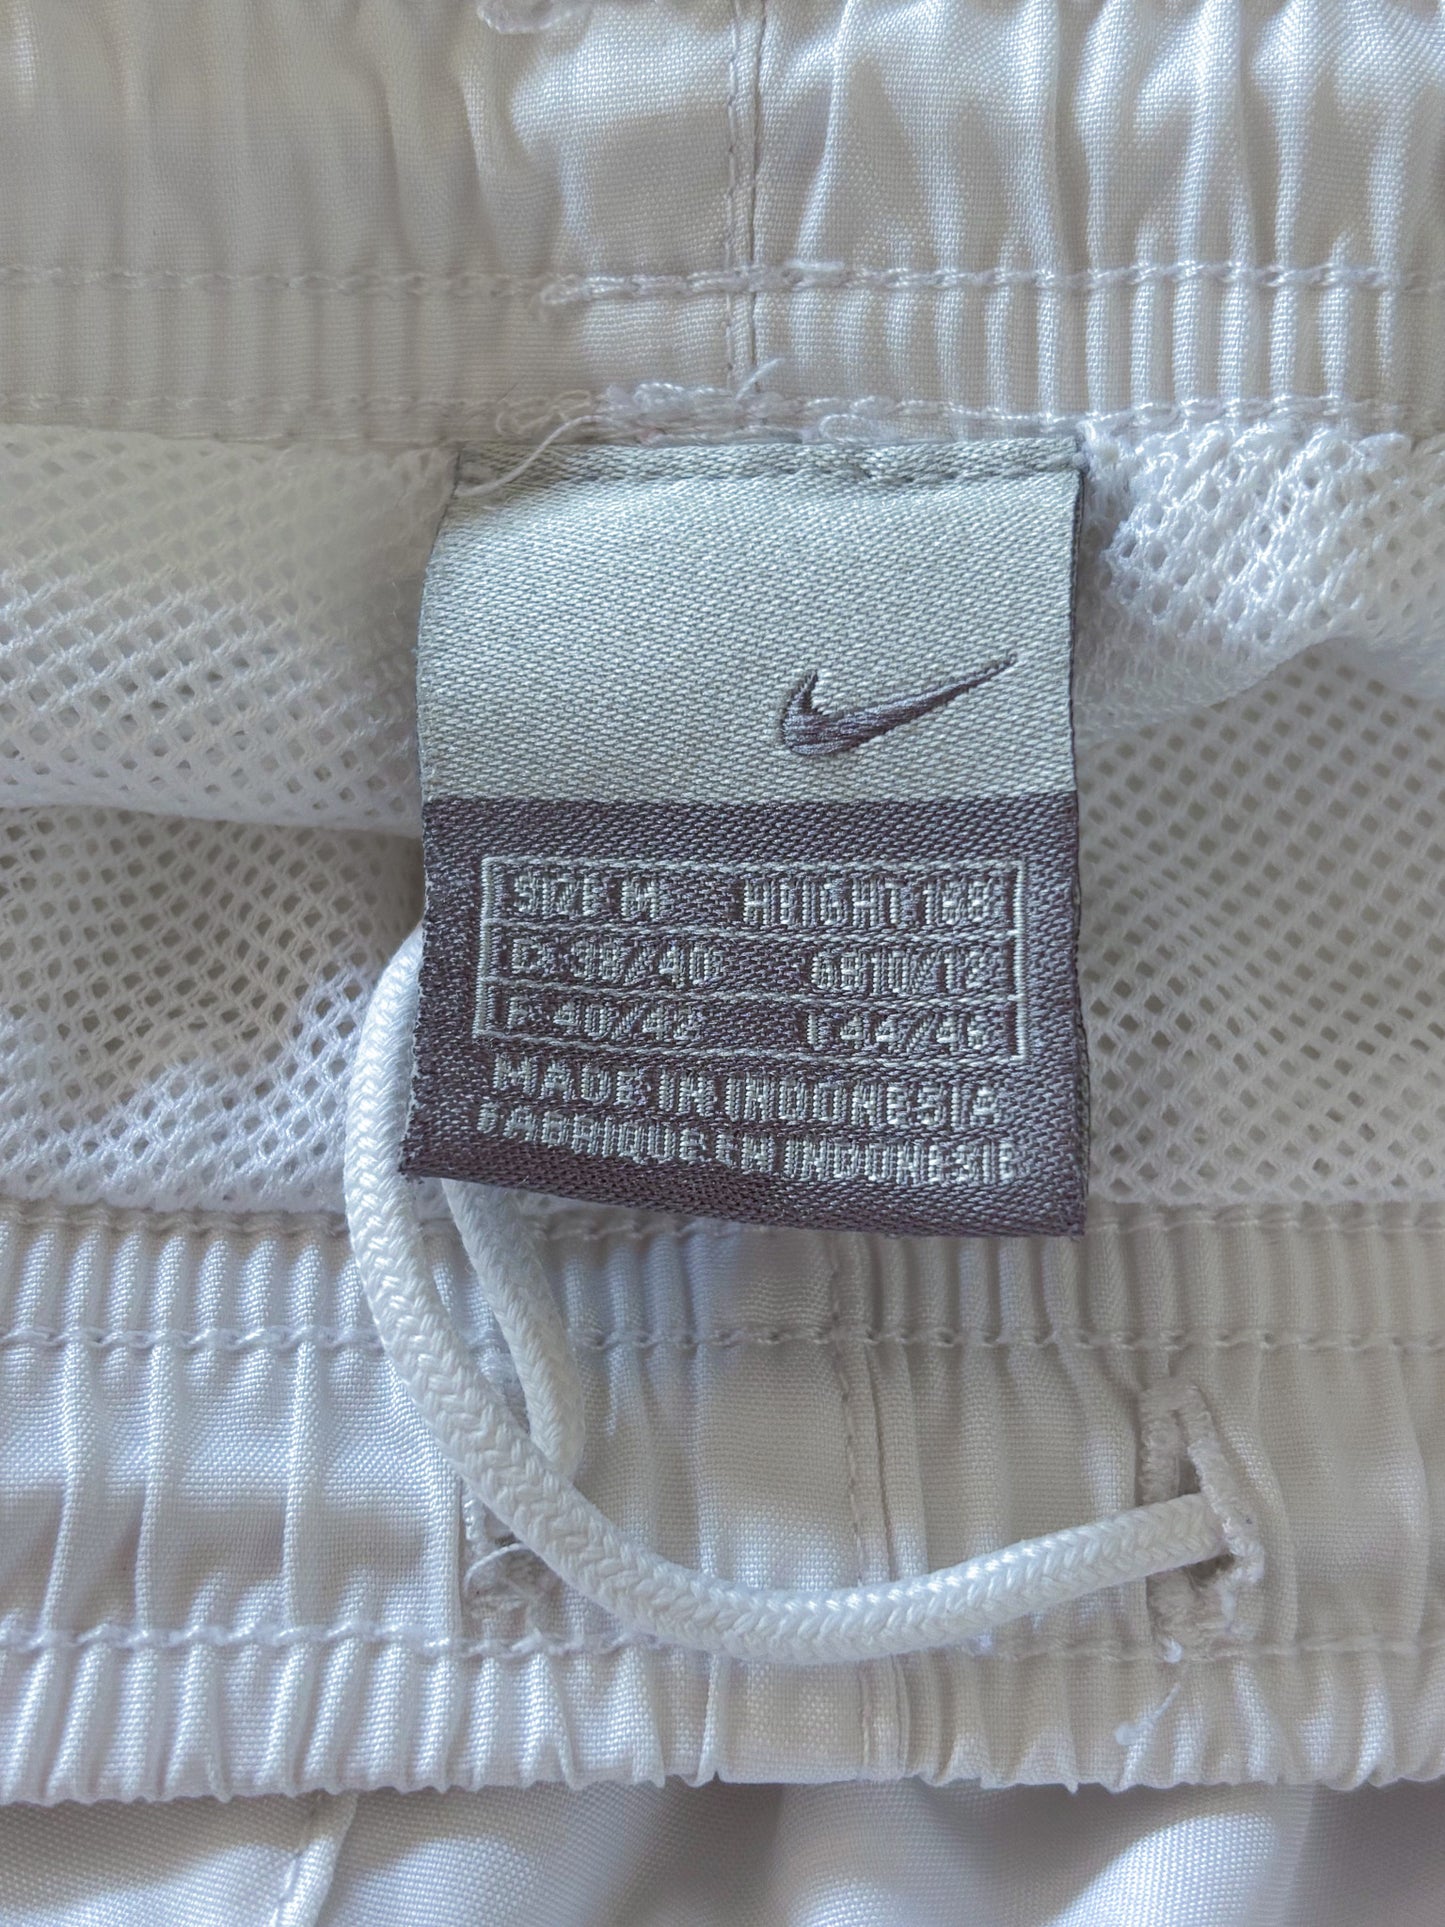 SIZE M HEIGHT 168
D: 38/40 GB 10/12
F: 40/42 I 44/46
MADE IN INDONESIA
FABRIQUE EN INDONESIE